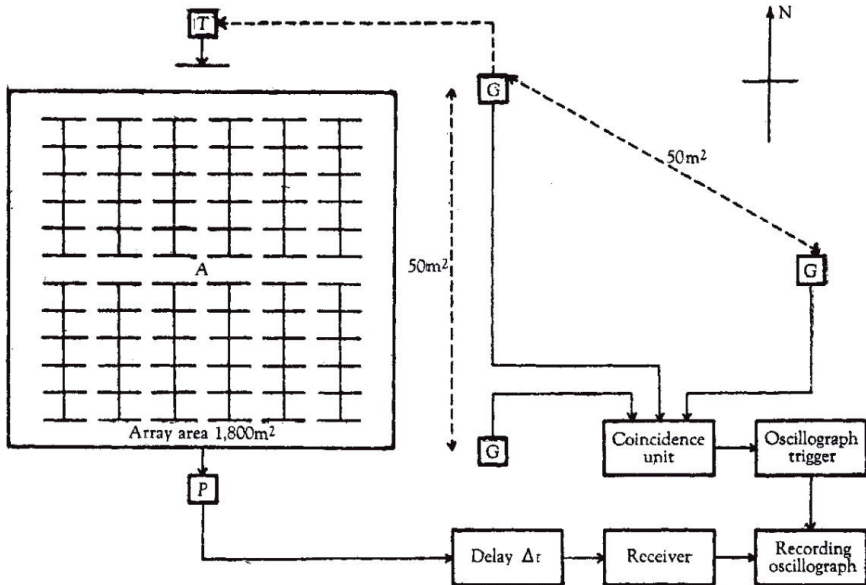 T
N
G
50m²
G
A
50m²
Array area 1,800m²
G
Coincidence
unit
Oscillograph
trigger
P
Delay Δt
Receiver
Recording
oscillograph